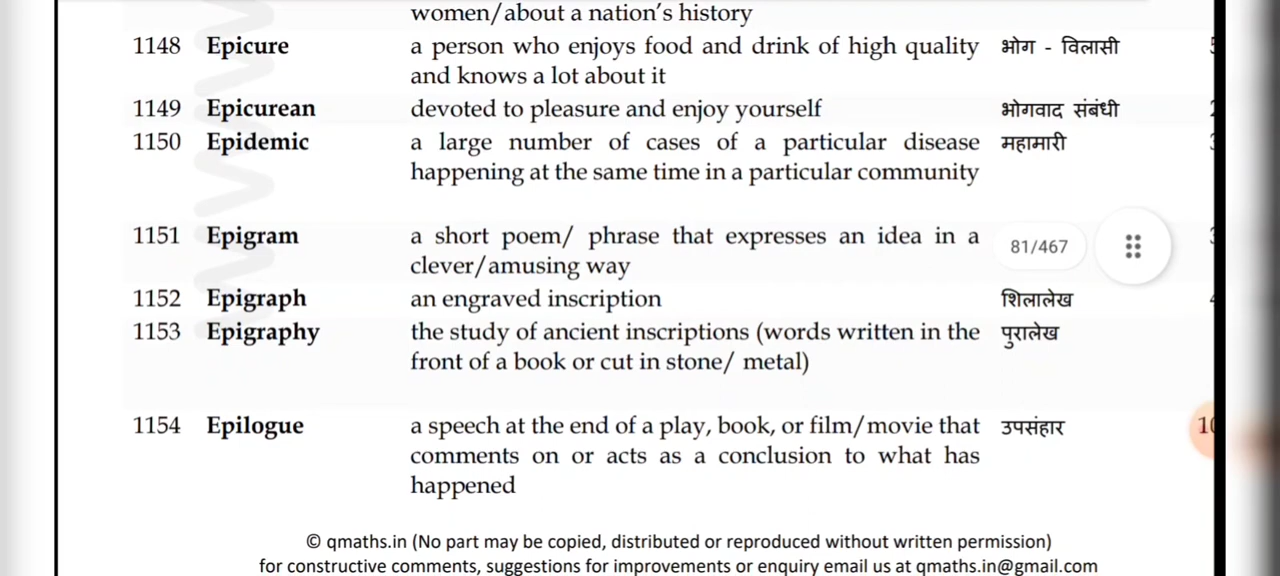 women/about a nation's history
1148 Epicure a person who enjoys food and drink of high quality भोग - विलासी
and knows a lot about it
1149 Epicurean devoted to pleasure and enjoy yourself भोगवाद संबंधी
1150 Epidemic a large number of cases of a particular disease महामारी
happening at the same time in a particular community
1151 Epigram a short poem/ phrase that expresses an idea in a
clever/amusing way
81/467
1152 Epigraph an engraved inscription शिलालेख
1153 Epigraphy the study of ancient inscriptions (words written in the पुरालेख
front of a book or cut in stone/ metal)
1154 Epilogue a speech at the end of a play, book, or film/movie that उपसंहार
comments on or acts as a conclusion to what has
happened
© qmaths.in (No part may be copied, distributed or reproduced without written permission)
for constructive comments, suggestions for improvements or enquiry email us at qmaths.in@gmail.com